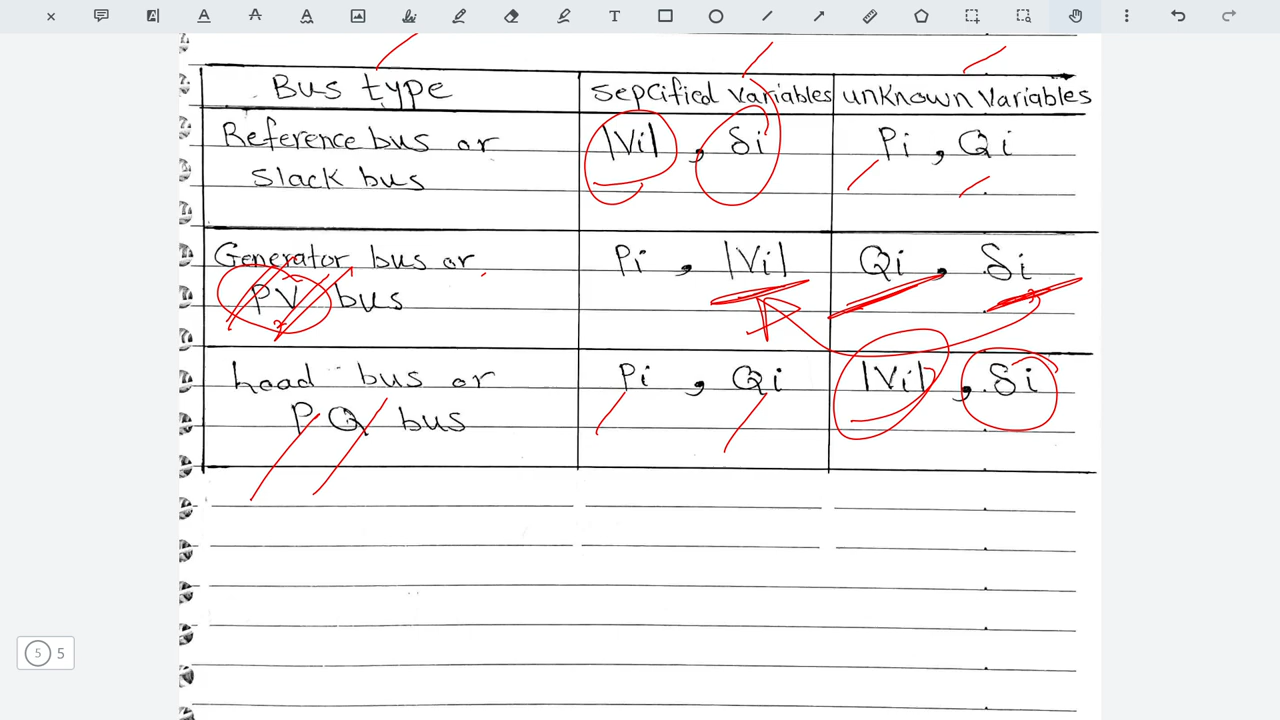 T
Bus type sepcified variables unknown variables
Reference bus or |Vi| , δi Pi , Qi
slack bus
Generator bus or Pi , |Vi| Qi , δi
PV bus
load bus or Pi , Qi |Vi| , δi
PQ bus
5 5